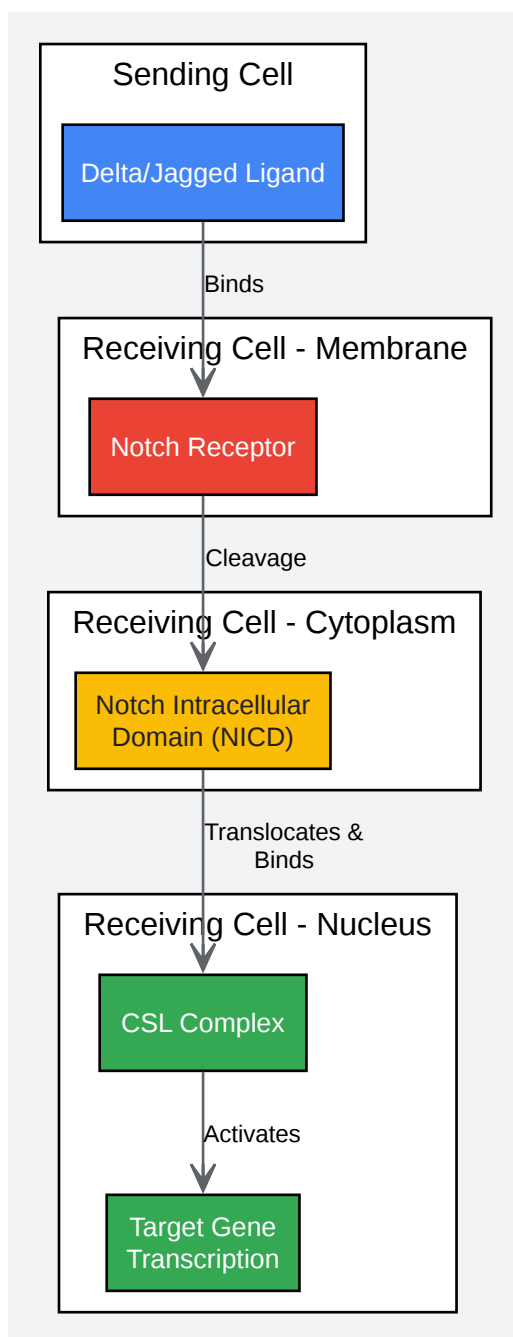 Sending Cell
Delta/Jagged Ligand
Binds
Receiving Cell - Membrane
Notch Receptor
Cleavage
Receiving Cell - Cytoplasm
Notch Intracellular
Domain (NICD)
Translocates &
Binds
Receiving Cell - Nucleus
CSL Complex
Activates
Target Gene
Transcription